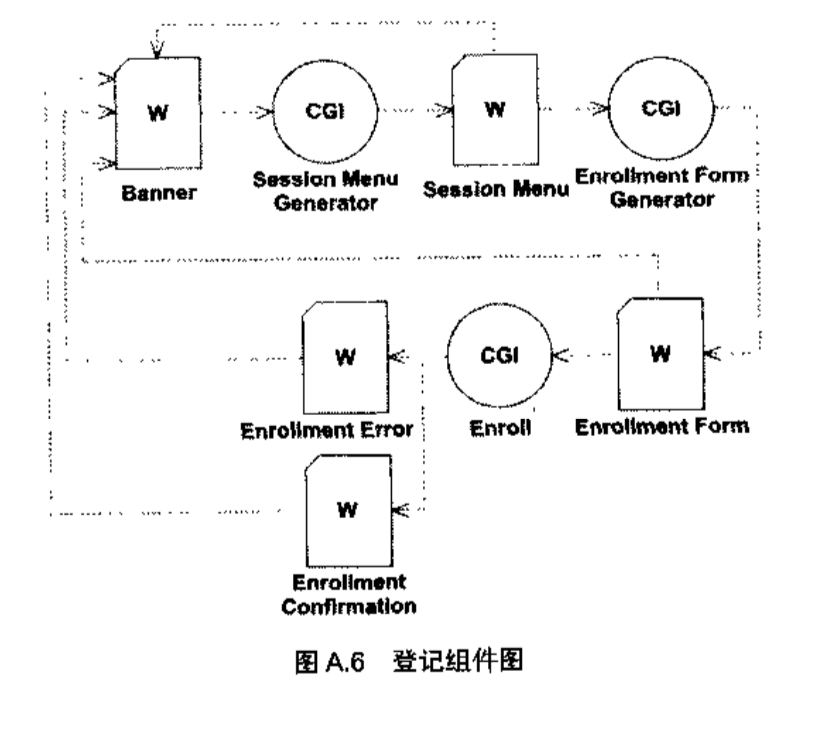 W
CGI
W
CGI
Banner
Session Menu
Generator
Session Menu
Enrollment Form
Generator
W
CGI
W
Enrollment Error
Enroll
Enrollment Form
W
Enrollment
Confirmation
图 A.6 登记组件图